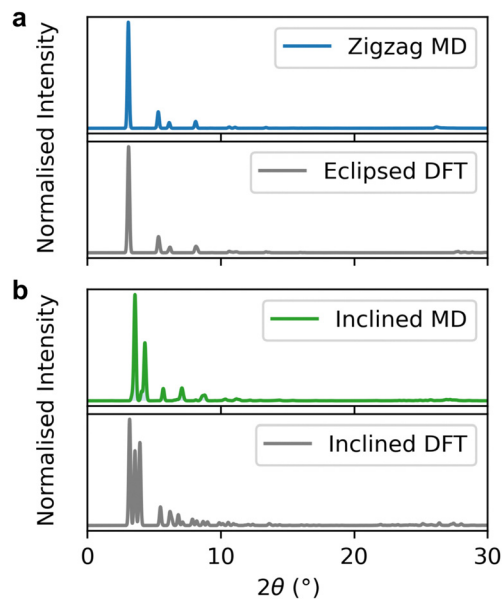 a
Normalised Intensity
Zigzag MD
Eclipsed DFT
b
Normalised Intensity
Inclined MD
Inclined DFT
0 10 20 30
2θ (°)